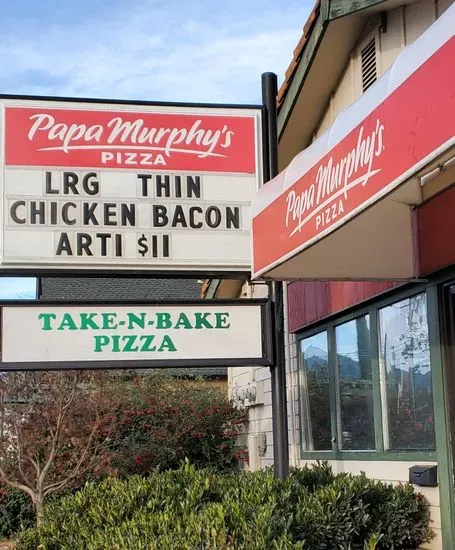 Papa Murphy's
PIZZA
LRG THIN
CHICKEN BACON
ARTI $11
TAKE-N-BAKE
PIZZA
Papa Murphy's
PIZZA